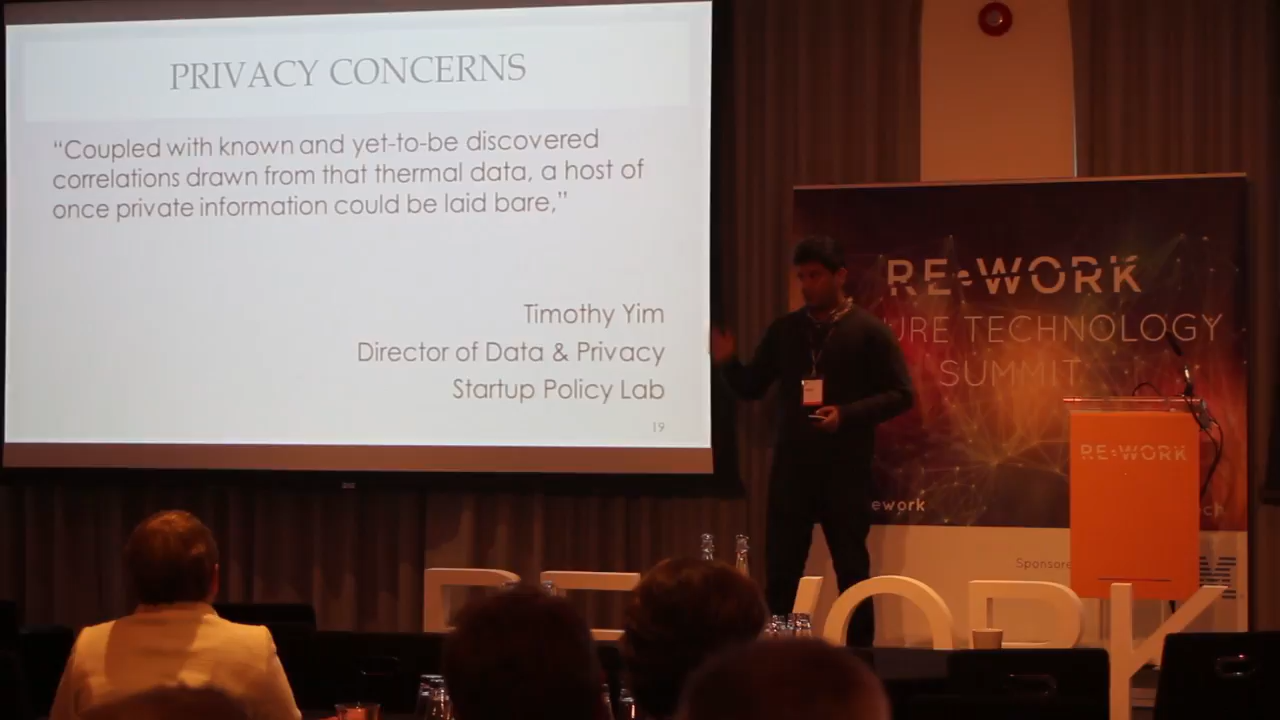 PRIVACY CONCERNS
“Coupled with known and yet-to-be discovered
correlations drawn from that thermal data, a host of
once private information could be laid bare,”
Timothy Yim
Director of Data & Privacy
Startup Policy Lab
19
RE•WORK
URE TECHNOLOGY
SUMMIT
RE•WORK
ework
Sponsore